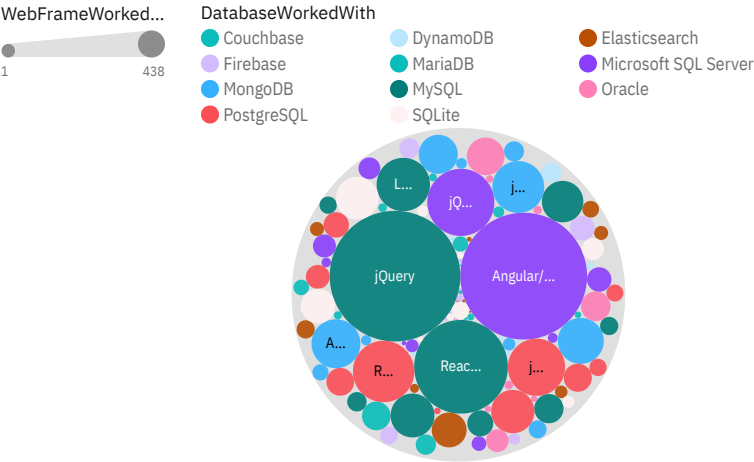 WebFrameWorked...
1
438
DatabaseWorkedWith
Couchbase
DynamoDB
Elasticsearch
Firebase
MariaDB
Microsoft SQL Server
MongoDB
MySQL
Oracle
PostgreSQL
SQLite
L...
jQ...
j...
jQuery
Angular/...
A...
R...
Reac...
j...